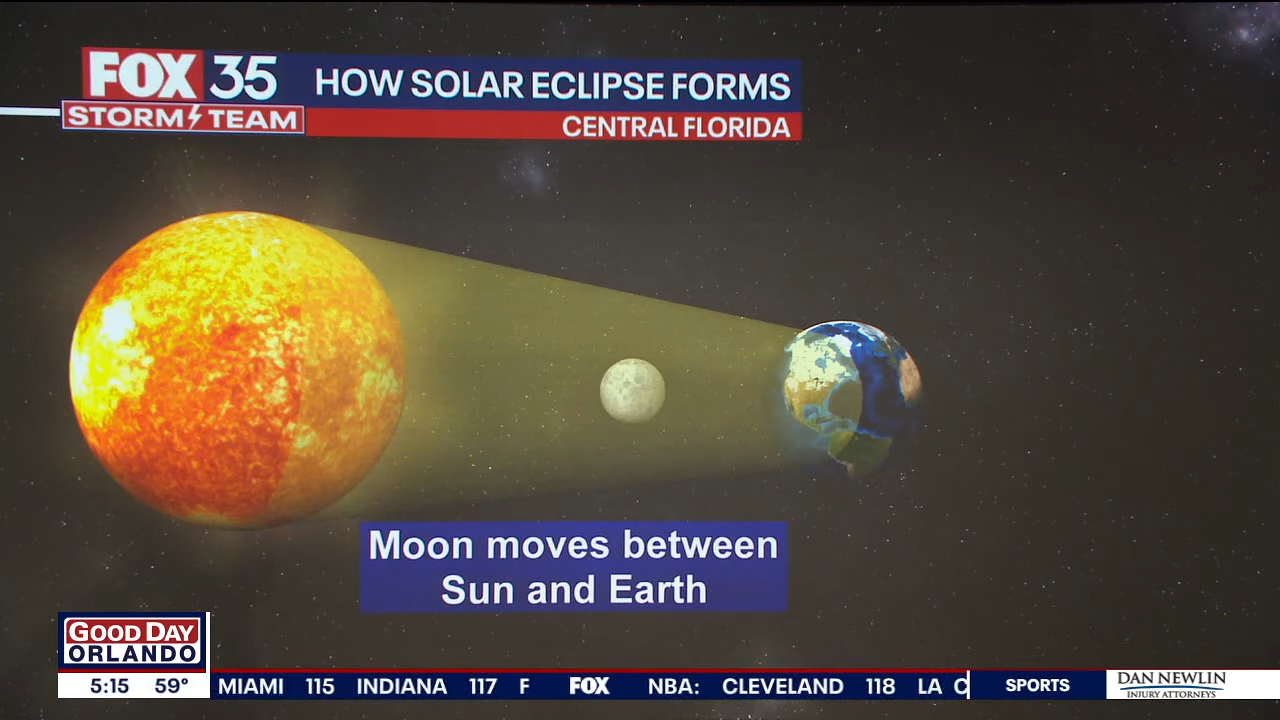 FOX 35
STORM TEAM
HOW SOLAR ECLIPSE FORMS
CENTRAL FLORIDA
Moon moves between
Sun and Earth
GOOD DAY
ORLANDO
5:15 59°
MIAMI 115 INDIANA 117 F FOX NBA: CLEVELAND 118 LA C
SPORTS
DAN NEWLIN
INJURY ATTORNEYS